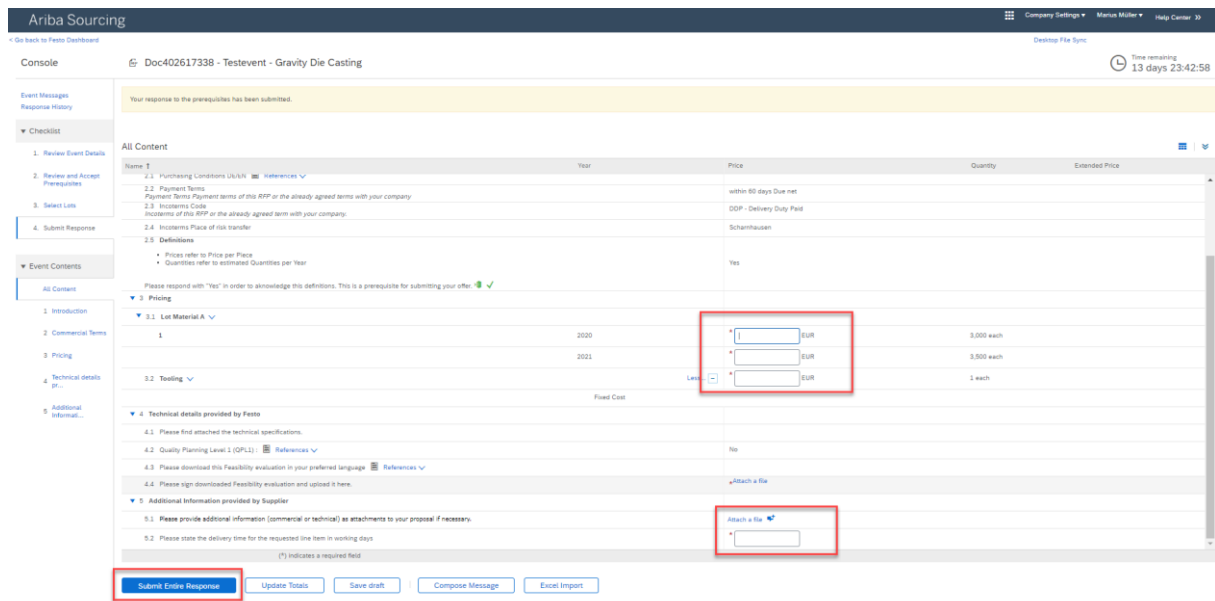 Ariba Sourcing
Company Settings ▾ Marius Müller ▾ Help Center >>
< Go back to Festo Dashboard
Desktop File Sync
Console
Doc402617338 - Testevent - Gravity Die Casting
Time remaining
13 days 23:42:58
Event Messages
Response History
Your response to the prerequisites has been submitted.
▼ Checklist
1. Review Event Details
2. Review and Accept Prerequisites
3. Select Lots
4. Submit Response
▼ Event Contents
All Content
1 Introduction
2 Commercial Terms
3 Pricing
4 Technical details pr...
5 Additional Informat...
All Content
Name ↑ Year Price Quantity Extended Price
2.1 Purchasing Conditions DE/EN References
2.2 Payment Terms
Payment Terms Payment terms of this RFP or the already agreed terms with your company
within 60 days Due net
2.3 Incoterms Code
Incoterms of this RFP or the already agreed term with your company.
DDP - Delivery Duty Paid
2.4 Incoterms Place of risk transfer Scharnhausen
2.5 Definitions
• Prices refer to Price per Piece
• Quantities refer to estimated Quantities per Year
Yes
Please respond with "Yes" in order to aknowledge this definitions. This is a prerequisite for submitting your offer.
▼ 3 Pricing
▼ 3.1 Lot Material A
1 2020 * EUR 3,000 each
2021 * EUR 3,500 each
3.2 Tooling Less... − * EUR 1 each
Fixed Cost
▼ 4 Technical details provided by Festo
4.1 Please find attached the technical specifications.
4.2 Quality Planning Level 1 (QPL1) : References No
4.3 Please download this Feasibility evaluation in your preferred language References
4.4 Please sign downloaded Feasibility evaluation and upload it here. *Attach a file
▼ 5 Additional Information provided by Supplier
5.1 Please provide additional information (commercial or technical) as attachments to your proposal if necessary. Attach a file
5.2 Please state the delivery time for the requested line item in working days *
(*) indicates a required field
Submit Entire Response Update Totals Save draft Compose Message Excel Import